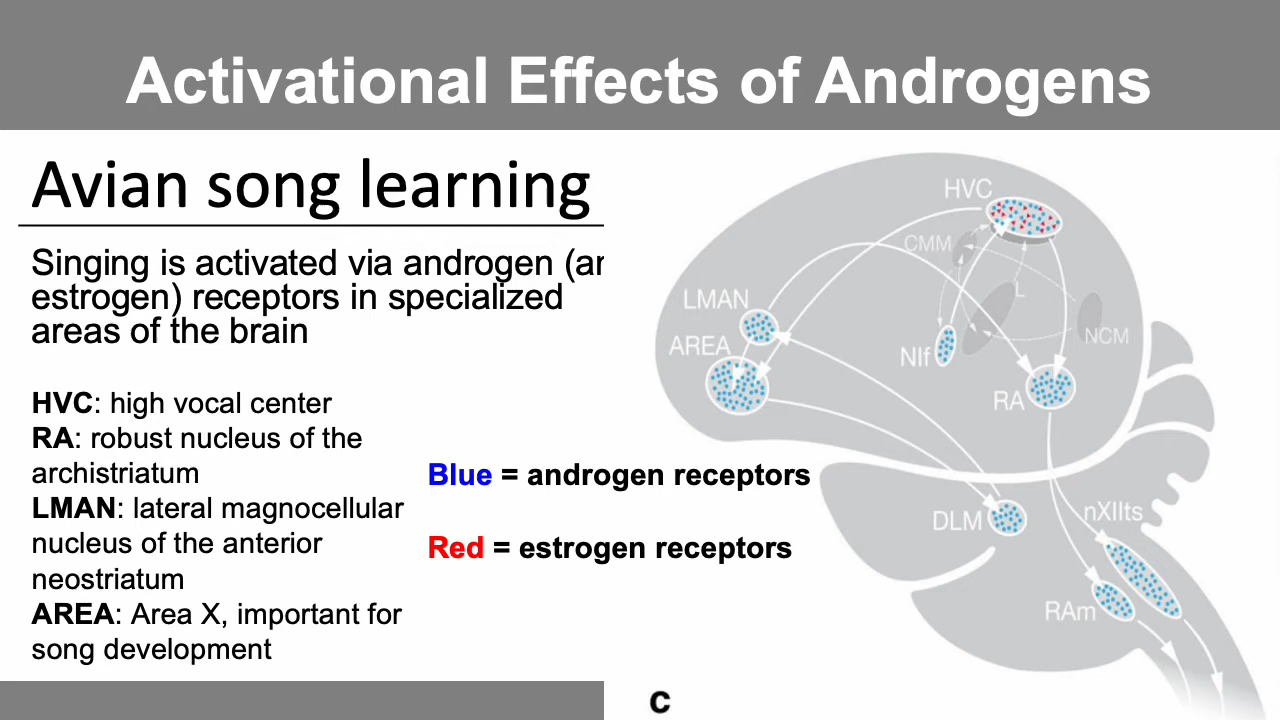 Activational Effects of Androgens
Avian song learning
Singing is activated via androgen (ar
estrogen) receptors in specialized
areas of the brain
HVC: high vocal center
RA: robust nucleus of the
archistriatum
LMAN: lateral magnocellular
nucleus of the anterior
neostriatum
AREA: Area X, important for
song development
Blue = androgen receptors
Red = estrogen receptors
HVC
CMM
L
LMAN
AREA
NIf
NCM
RA
DLM
nXIIts
RAm
C